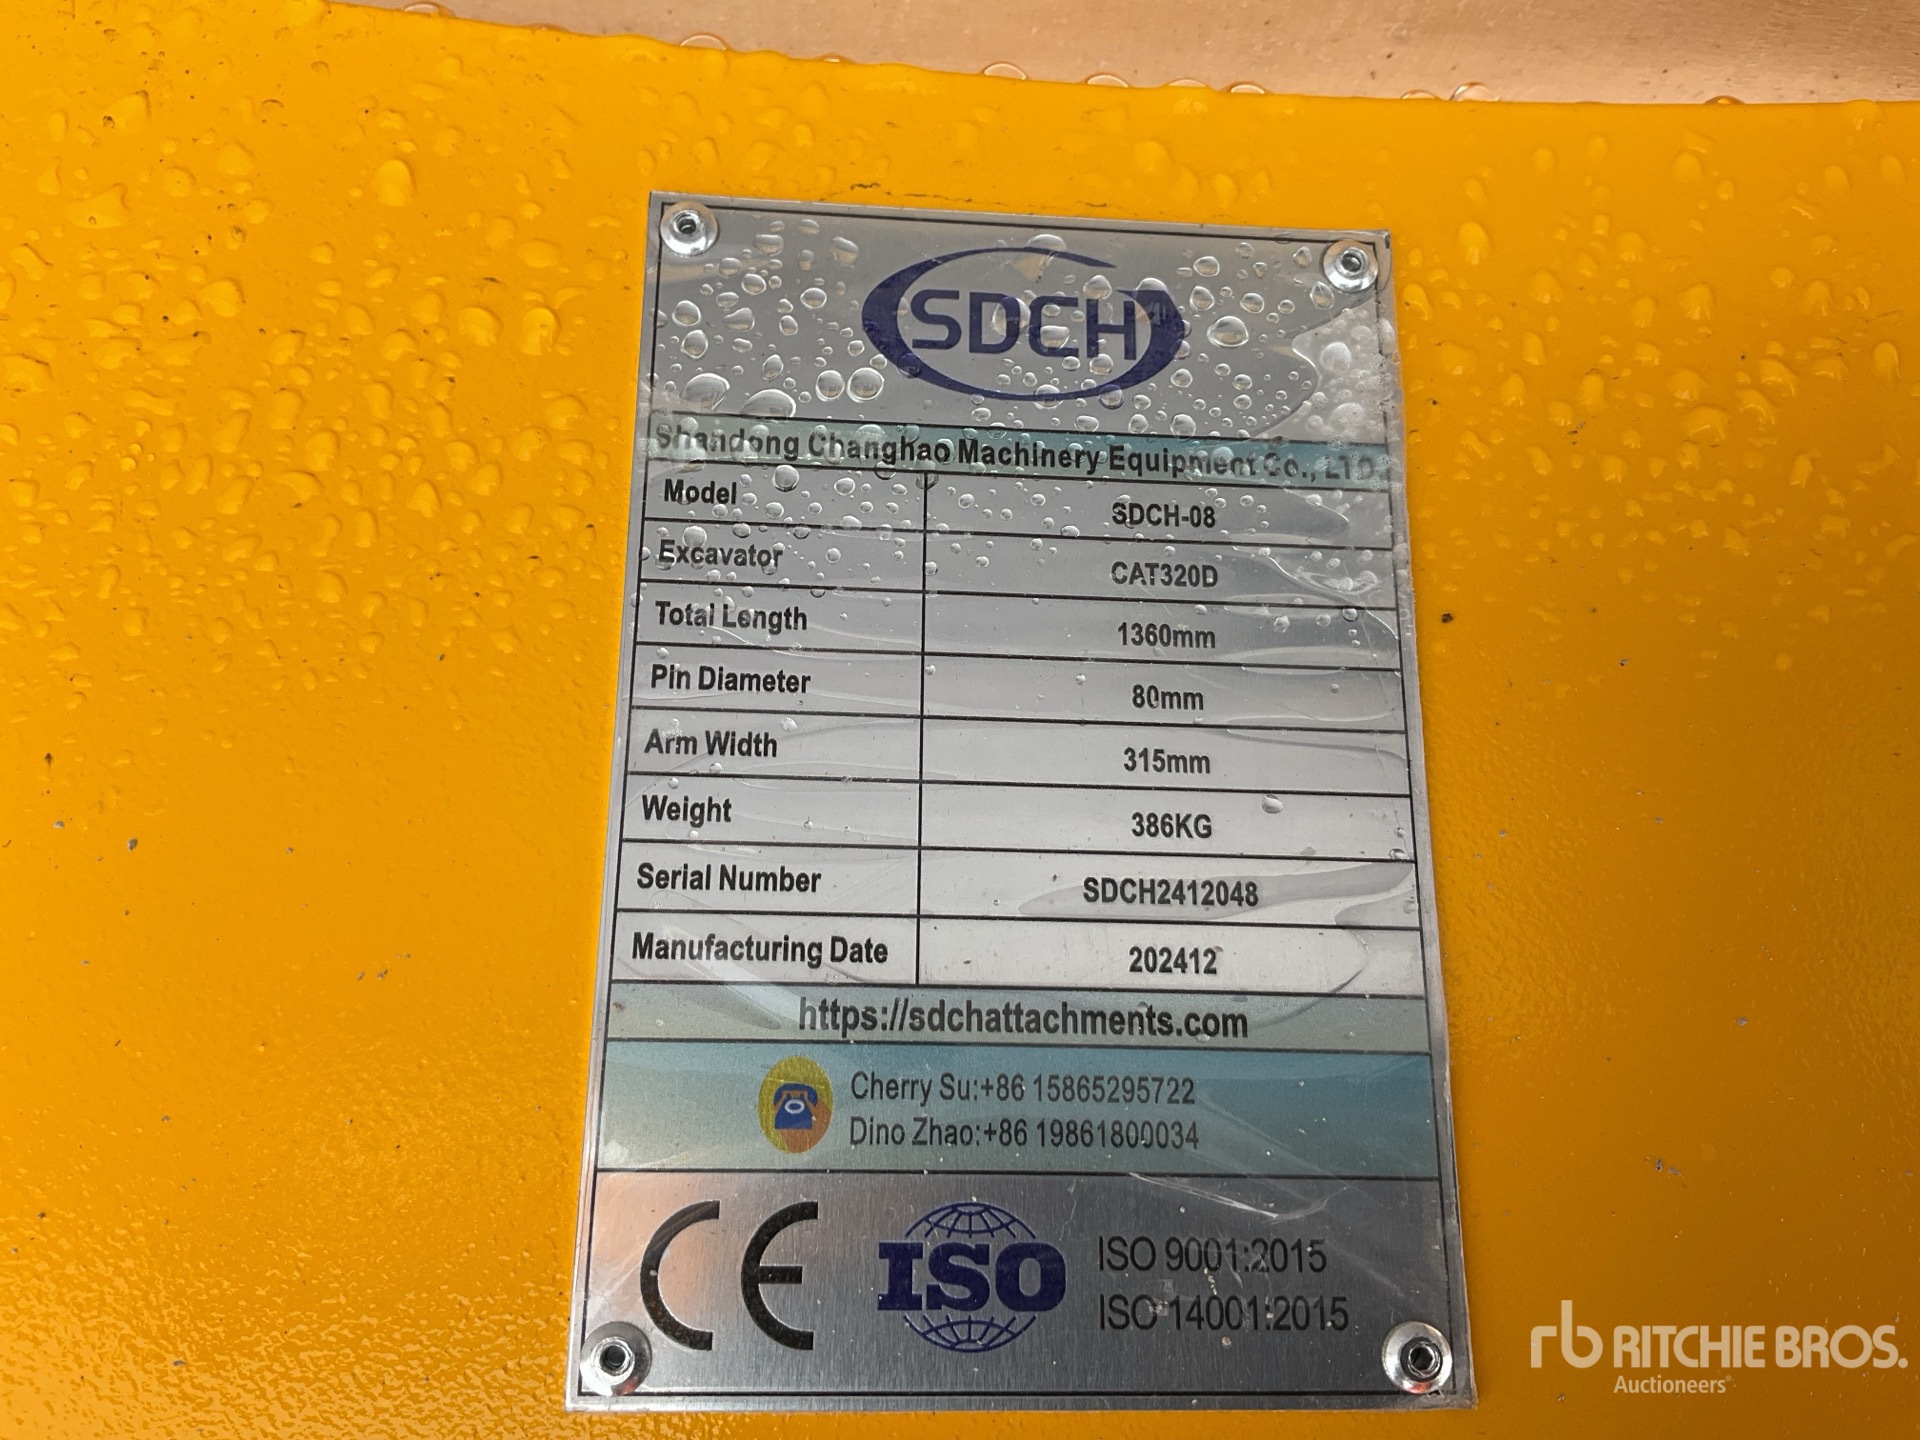 SDCH
Shandong Changhao Machinery Equipment Co., LTD
Model SDCH-08
Excavator CAT320D
Total Length 1360mm
Pin Diameter 80mm
Arm Width 315mm
Weight 386KG
Serial Number SDCH2412048
Manufacturing Date 202412
https://sdchattachments.com
Cherry Su:+86 15865295722
Dino Zhao:+86 19861800034
CE ISO ISO 9001:2015
ISO 14001:2015
rb RITCHIE BROS.
Auctioneers